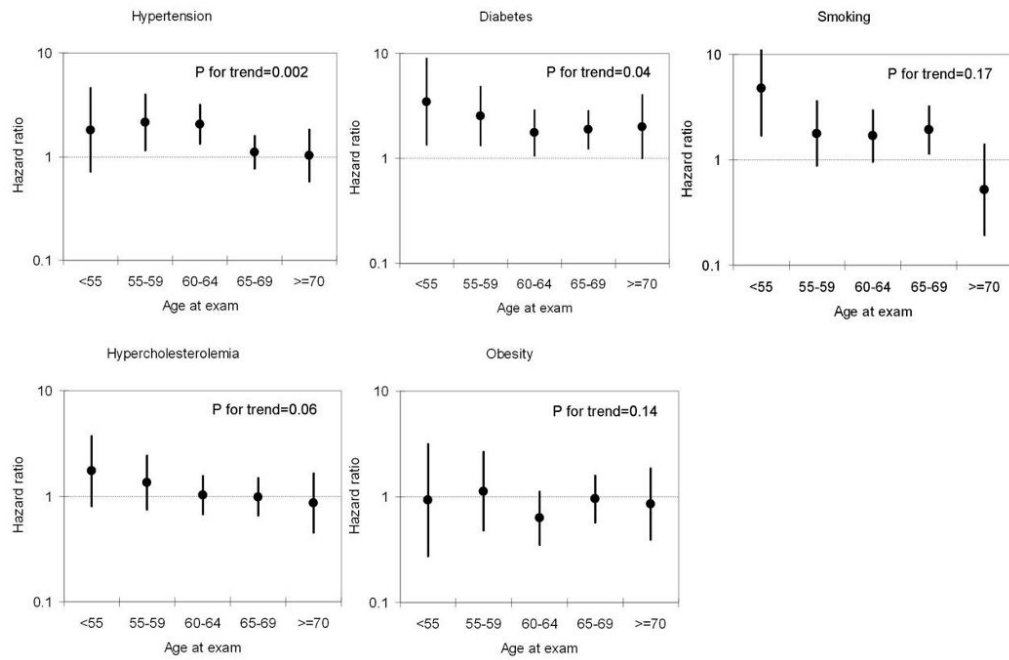 Hypertension
10
P for trend=0.002
Hazard ratio
1
0.1
<55 55-59 60-64 65-69 >=70
Age at exam
Diabetes
10
P for trend=0.04
Hazard ratio
1
0.1
<55 55-59 60-64 65-69 >=70
Age at exam
Smoking
10
P for trend=0.17
Hazard ratio
1
0.1
<55 55-59 60-64 65-69 >=70
Age at exam
Hypercholesterolemia
10
P for trend=0.06
Hazard ratio
1
0.1
<55 55-59 60-64 65-69 >=70
Age at exam
Obesity
10
P for trend=0.14
Hazard ratio
1
0.1
<55 55-59 60-64 65-69 >=70
Age at exam